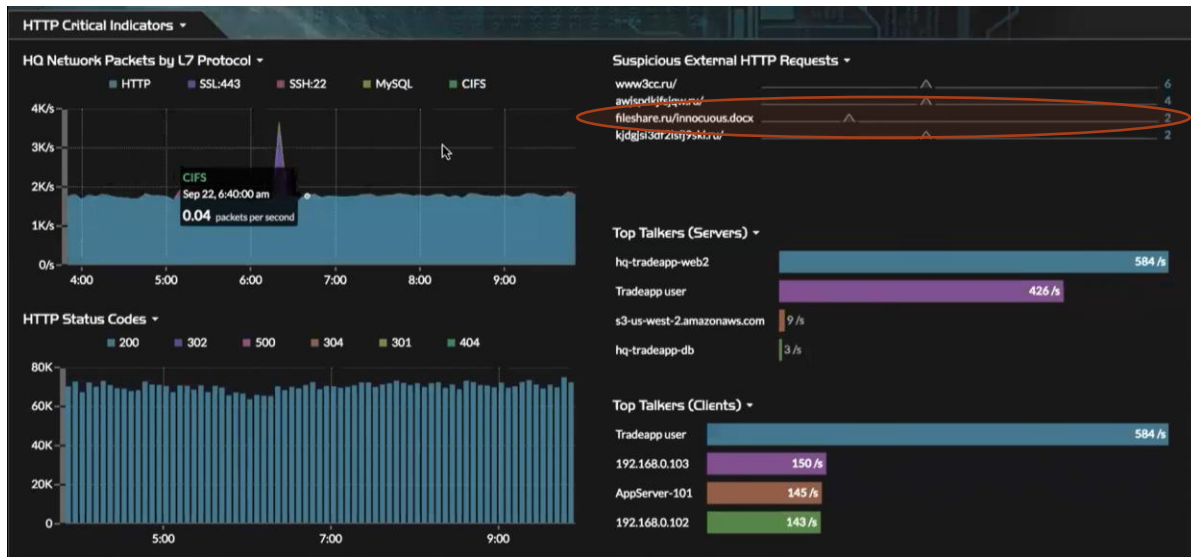 HTTP Critical Indicators
HQ Network Packets by L7 Protocol
HTTP SSL:443 SSH:22 MySQL CIFS
4K/s
3K/s
2K/s
1K/s
0/s
CIFS
Sep 22, 6:40:00 am
0.04 packets per second
4:00 5:00 6:00 7:00 8:00 9:00
HTTP Status Codes
200 302 500 304 301 404
80K
60K
40K
20K
0
5:00 7:00 9:00
Suspicious External HTTP Requests
www3cc.ru/ 6
4
fileshare.ru/innocuous.docx 2
2
Top Talkers (Servers)
hq-tradeapp-web2 584 /s
Tradeapp user 426 /s
s3-us-west-2.amazonaws.com 9 /s
hq-tradeapp-db 3 /s
Top Talkers (Clients)
Tradeapp user 584 /s
192.168.0.103 150 /s
AppServer-101 145 /s
192.168.0.102 143 /s